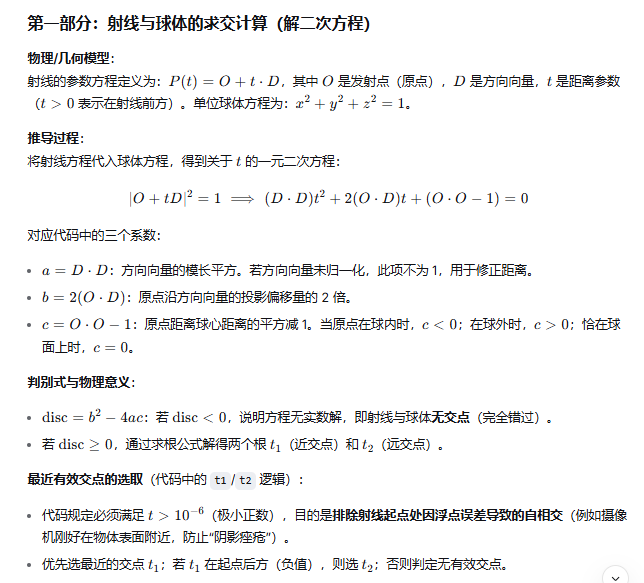 第一部分：射线与球体的求交计算（解二次方程）
物理/几何模型：
射线的参数方程定义为：P(t) = O + t · D，其中 O 是发射点（原点），D 是方向向量，t 是距离参数
（t > 0 表示在射线前方）。单位球体方程为：x² + y² + z² = 1。
推导过程：
将射线方程代入球体方程，得到关于 t 的一元二次方程：
|O + tD|² = 1 ⟹ (D · D)t² + 2(O · D)t + (O · O − 1) = 0
对应代码中的三个系数：
• a = D · D：方向向量的模长平方。若方向向量未归一化，此项不为 1，用于修正距离。
• b = 2(O · D)：原点沿方向向量的投影偏移量的 2 倍。
• c = O · O − 1：原点距离球心距离的平方减 1。当原点在球内时，c < 0；在球外时，c > 0；恰在球
面上时，c = 0。
判别式与物理意义：
• disc = b² − 4ac：若 disc < 0，说明方程无实数解，即射线与球体无交点（完全错过）。
• 若 disc ≥ 0，通过求根公式解得两个根 t₁（近交点）和 t₂（远交点）。
最近有效交点的选取（代码中的 t1 / t2 逻辑）：
• 代码规定必须满足 t > 10⁻⁶（极小正数），目的是排除射线起点处因浮点误差导致的自相交（例如摄像
机刚好在物体表面附近，防止“阴影痤疮”）。
• 优先选最近的交点 t₁；若 t₁ 在起点后方（负值），则选 t₂；否则判定无有效交点。